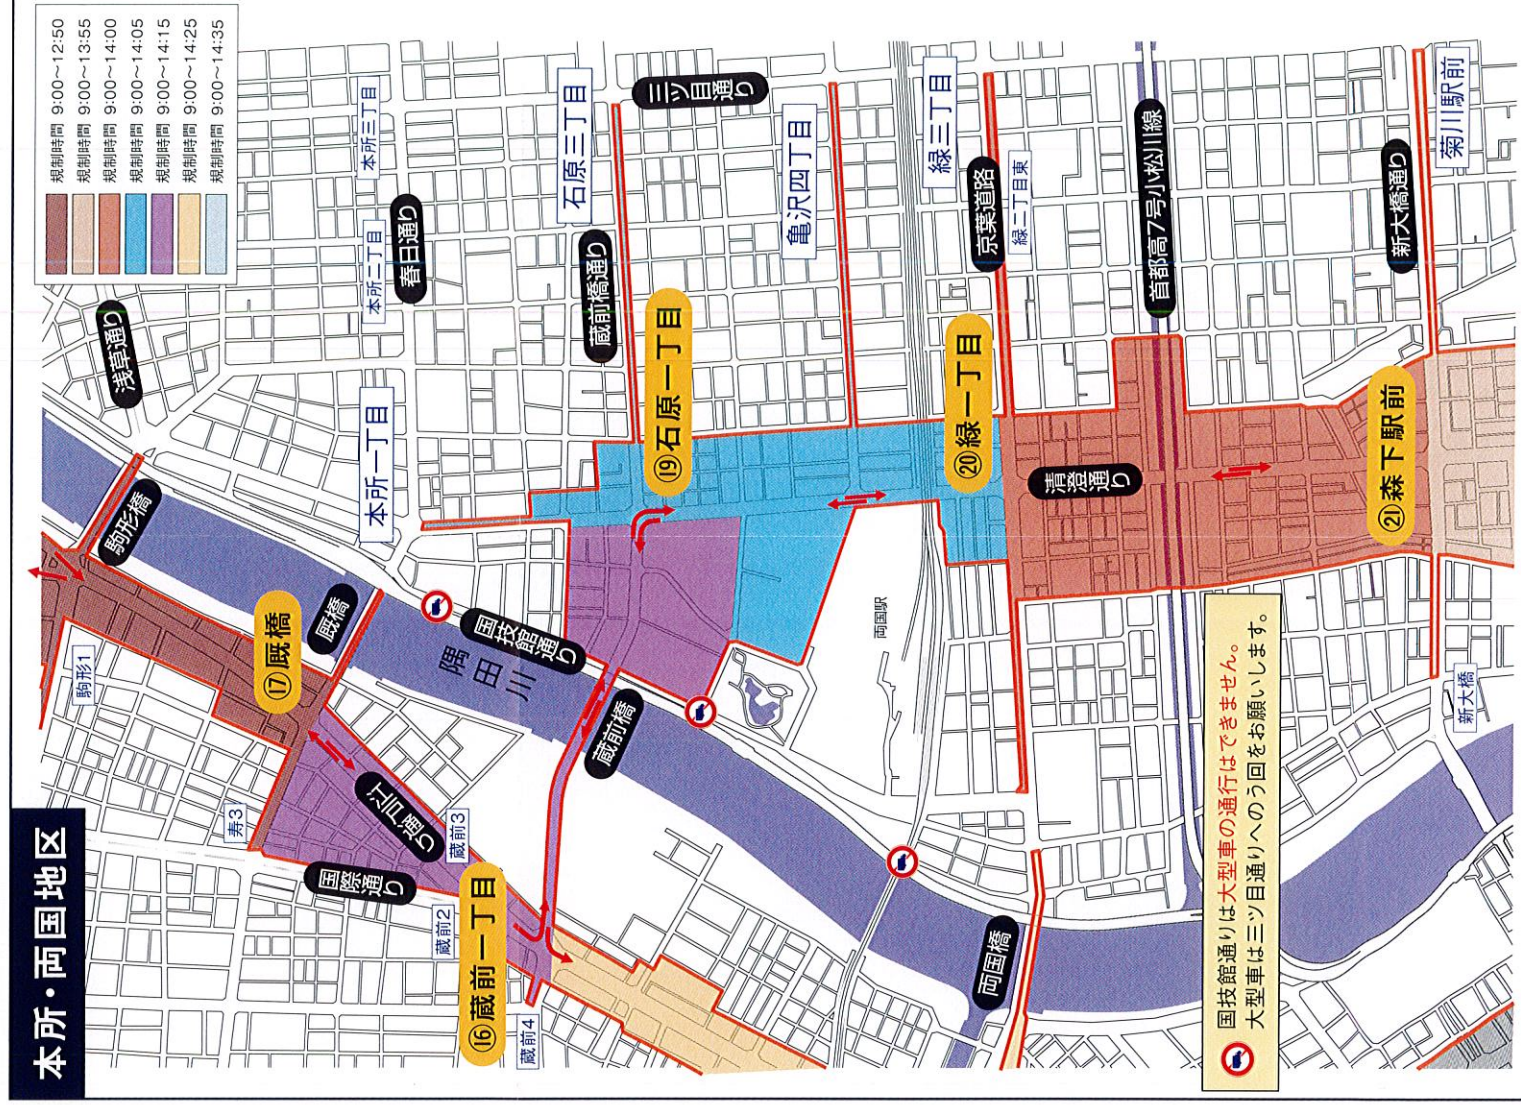 本所・両国地区
規制時間 9:00～12:50
規制時間 9:00～13:55
規制時間 9:00～14:00
規制時間 9:00～14:05
規制時間 9:00～14:15
規制時間 9:00～14:25
規制時間 9:00～14:35
浅草通り
駒形橋
駒形1
⑰厩橋
厩橋
寿3
国際通り
江戸通り
蔵前3
蔵前2
⑯蔵前一丁目
蔵前4
本所三丁目
本所二丁目
春日通り
本所一丁目
国技館通り
隅田川
石原三丁目
蔵前橋通り
⑲石原一丁目
蔵前橋
三ツ目通り
亀沢四丁目
両国駅
緑三丁目
京葉道路
緑二丁目東
⑳緑一丁目
清澄通り
両国橋
首都高7号小松川線
菊川駅前
新大橋通り
㉑森下駅前
新大橋
国技館通りは大型車の通行はできません。
大型車は三ツ目通りへのう回をお願いします。